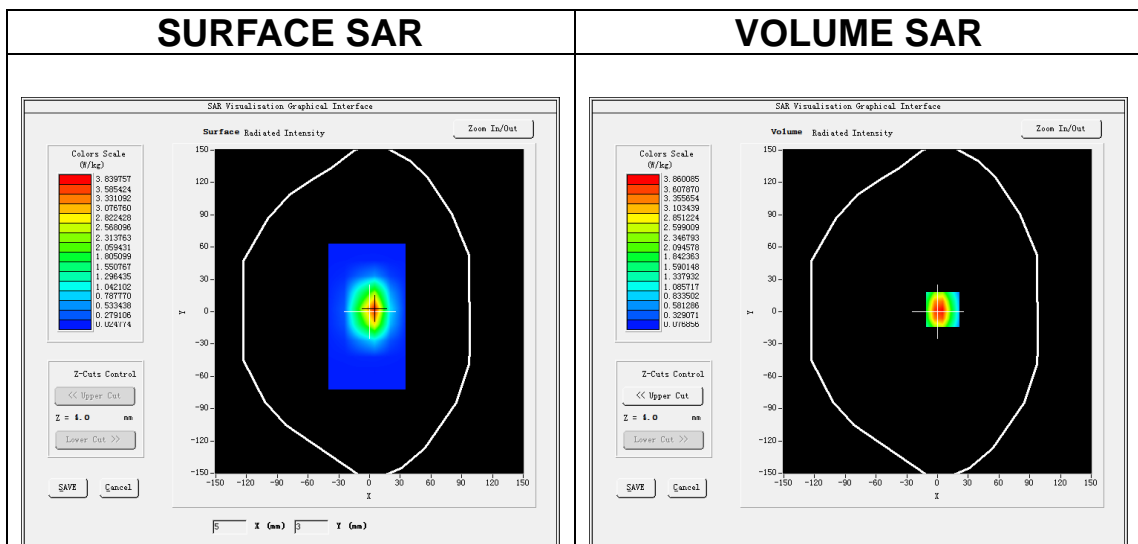 SURFACE SAR
VOLUME SAR
SAR Visualisation Graphical Interface
Surface Radiated Intensity
Zoom In/Out
Colors Scale
(W/kg)
3.839757
3.585424
3.331092
3.076760
2.822428
2.568096
2.313763
2.059431
1.805099
1.550767
1.296435
1.042102
0.787770
0.533438
0.279106
0.024774
150
120
90
60
30
0
-30
-60
-90
-120
-150
Y
-150 -120 -90 -60 -30 0 30 60 90 120 150
X
Z-Cuts Control
<< Upper Cut
Z = 4.0 mm
Lower Cut >>
SAVE Cancel
5 X (mm) 3 Y (mm)
SAR Visualisation Graphical Interface
Volume Radiated Intensity
Zoom In/Out
Colors Scale
(W/kg)
3.860085
3.607870
3.355654
3.103439
2.851224
2.599009
2.346793
2.094578
1.842363
1.590148
1.337932
1.085717
0.833502
0.581286
0.329071
0.076856
150
120
90
60
30
0
-30
-60
-90
-120
-150
Y
-150 -120 -90 -60 -30 0 30 60 90 120 150
X
Z-Cuts Control
<< Upper Cut
Z = 4.0 mm
Lower Cut >>
SAVE Cancel